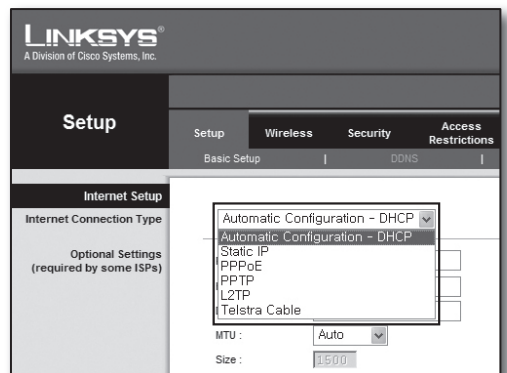 LINKSYS®
A Division of Cisco Systems, Inc.
Setup
Setup Wireless Security Access Restrictions
Basic Setup | DDNS |
Internet Setup
Internet Connection Type
Automatic Configuration - DHCP
Automatic Configuration - DHCP
Static IP
PPPoE
PPTP
L2TP
Telstra Cable
Optional Settings
(required by some ISPs)
MTU : Auto
Size : 1500